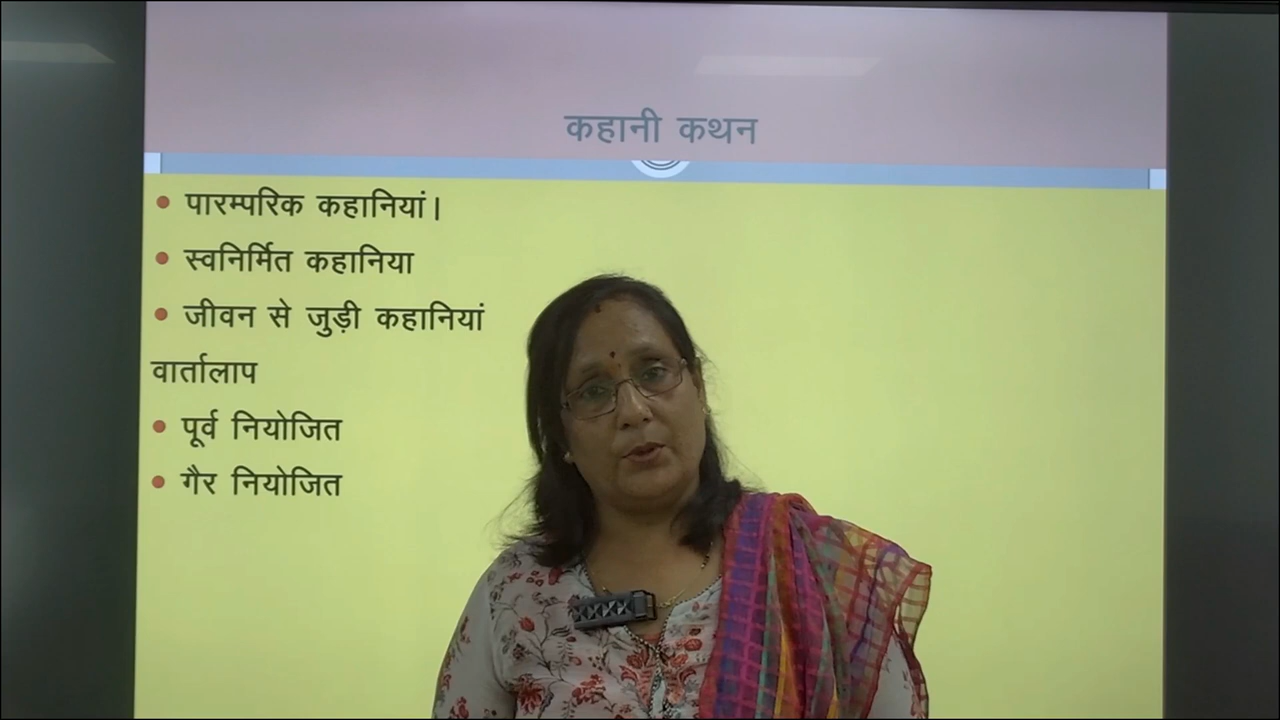 कहानी कथन
• पारम्परिक कहानियां।
• स्वनिर्मित कहानिया
• जीवन से जुड़ी कहानियां
वार्तालाप
• पूर्व नियोजित
• गैर नियोजित